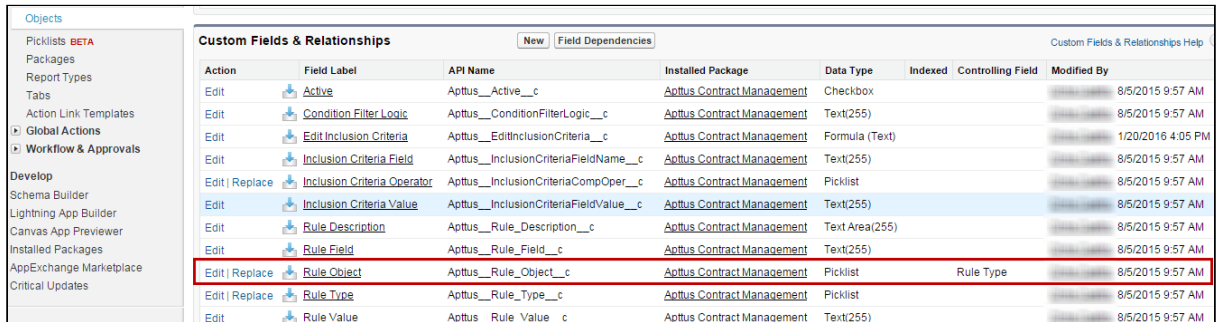 Objects
Picklists BETA
Packages
Report Types
Tabs
Action Link Templates
Global Actions
Workflow & Approvals
Develop
Schema Builder
Lightning App Builder
Canvas App Previewer
Installed Packages
AppExchange Marketplace
Critical Updates
Custom Fields & Relationships New Field Dependencies Custom Fields & Relationships Help
Action Field Label API Name Installed Package Data Type Indexed Controlling Field Modified By
Edit Active Apttus__Active__c Apttus Contract Management Checkbox 8/5/2015 9:57 AM
Edit Condition Filter Logic Apttus__ConditionFilterLogic__c Apttus Contract Management Text(255) 8/5/2015 9:57 AM
Edit Edit Inclusion Criteria Apttus__EditInclusionCriteria__c Apttus Contract Management Formula (Text) 1/20/2016 4:05 PM
Edit Inclusion Criteria Field Apttus__InclusionCriteriaFieldName__c Apttus Contract Management Text(255) 8/5/2015 9:57 AM
Edit | Replace Inclusion Criteria Operator Apttus__InclusionCriteriaCompOper__c Apttus Contract Management Picklist 8/5/2015 9:57 AM
Edit Inclusion Criteria Value Apttus__InclusionCriteriaFieldValue__c Apttus Contract Management Text(255) 8/5/2015 9:57 AM
Edit Rule Description Apttus__Rule_Description__c Apttus Contract Management Text Area(255) 8/5/2015 9:57 AM
Edit Rule Field Apttus__Rule_Field__c Apttus Contract Management Text(255) 8/5/2015 9:57 AM
Edit | Replace Rule Object Apttus__Rule_Object__c Apttus Contract Management Picklist Rule Type 8/5/2015 9:57 AM
Edit | Replace Rule Type Apttus__Rule_Type__c Apttus Contract Management Picklist 8/5/2015 9:57 AM
Edit Rule Value Apttus__Rule_Value__c Apttus Contract Management Text(255) 8/5/2015 9:57 AM